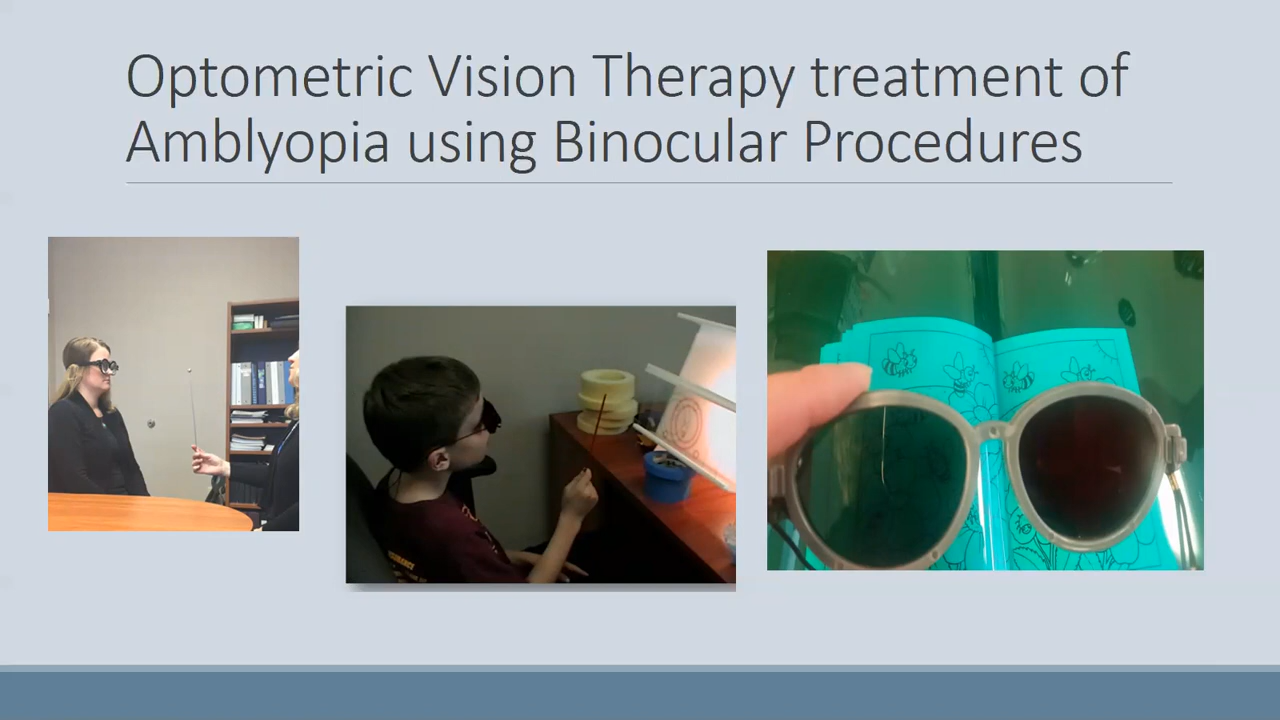 Optometric Vision Therapy treatment of
Amblyopia using Binocular Procedures